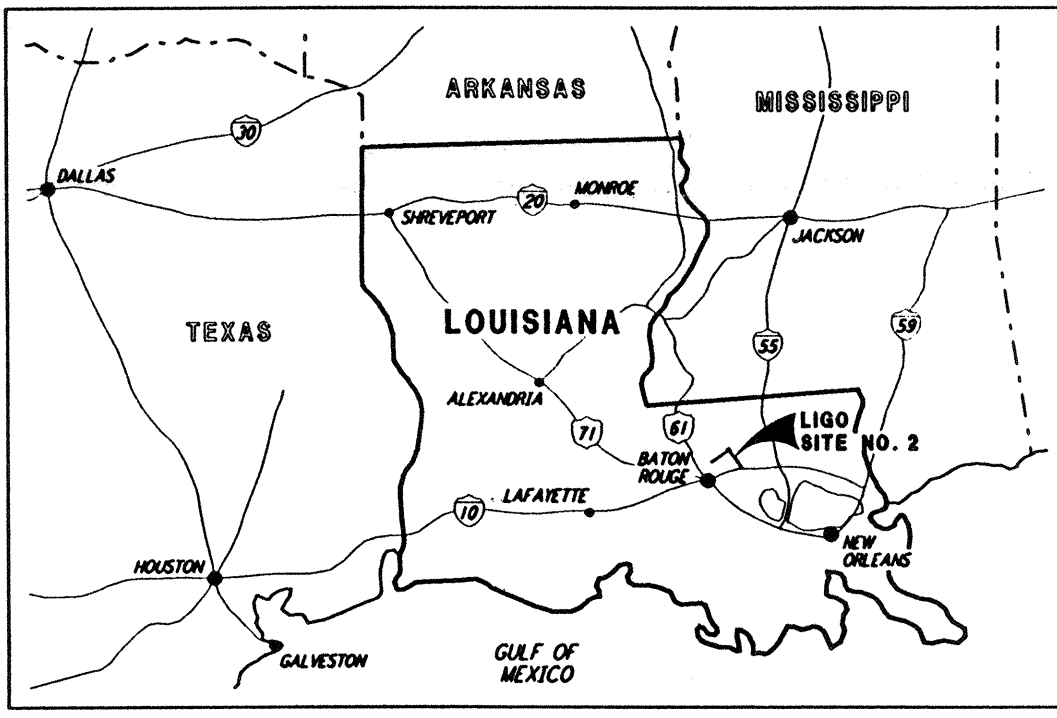 ARKANSAS
MISSISSIPPI
30
DALLAS
MONROE
20
SHREVEPORT
JACKSON
LOUISIANA
TEXAS
59
55
ALEXANDRIA
71
61
LIGO
SITE NO. 2
BATON
ROUGE
LAFAYETTE
10
NEW
ORLEANS
HOUSTON
GALVESTON
GULF OF
MEXICO